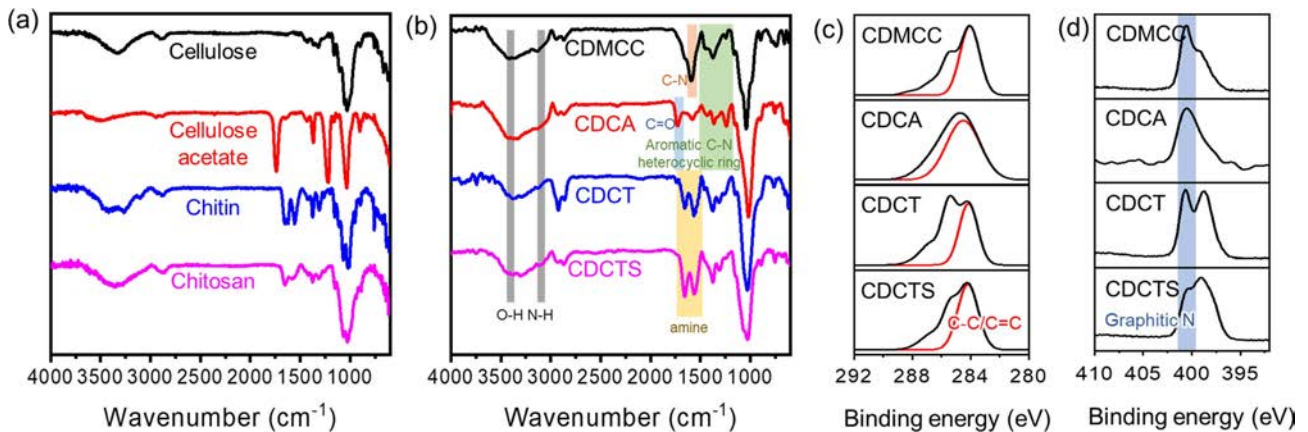 (a)
Cellulose
Cellulose
acetate
Chitin
Chitosan
4000 3500 3000 2500 2000 1500 1000
Wavenumber (cm⁻¹)
(b)
CDMCC
C-N
CDCA
C=O
Aromatic C-N
heterocyclic ring
CDCT
CDCTS
O-H N-H
amine
4000 3500 3000 2500 2000 1500 1000
Wavenumber (cm⁻¹)
(c)
CDMCC
CDCA
CDCT
CDCTS
C-C/C=C
292 288 284 280
Binding energy (eV)
(d)
CDMCC
CDCA
CDCT
CDCTS
Graphitic N
410 405 400 395
Binding energy (eV)